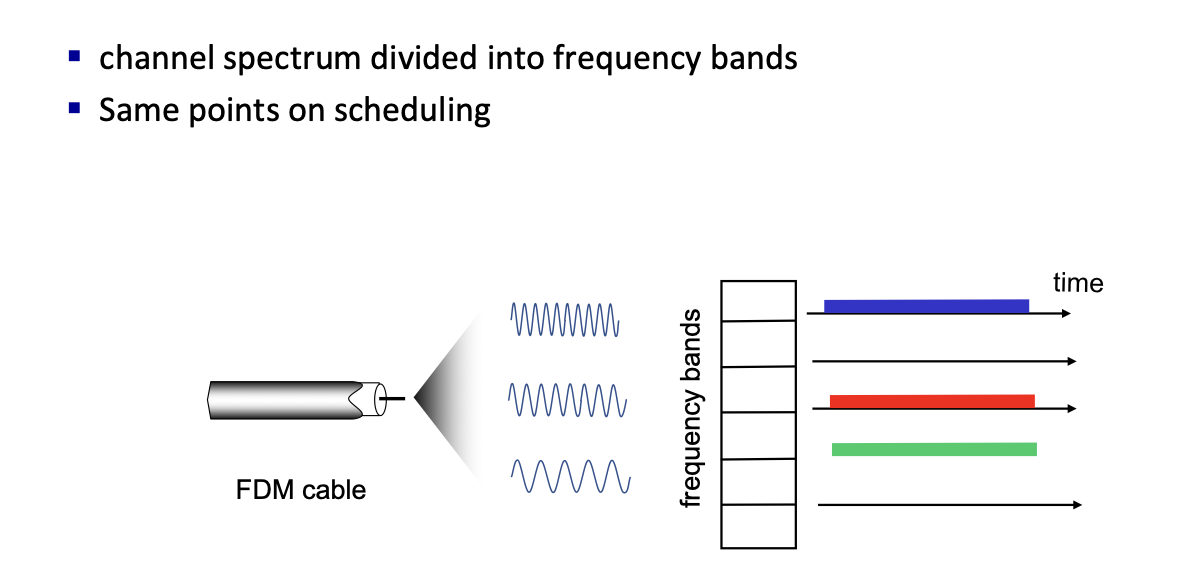 channel spectrum divided into frequency bands
Same points on scheduling
time
frequency bands
FDM cable